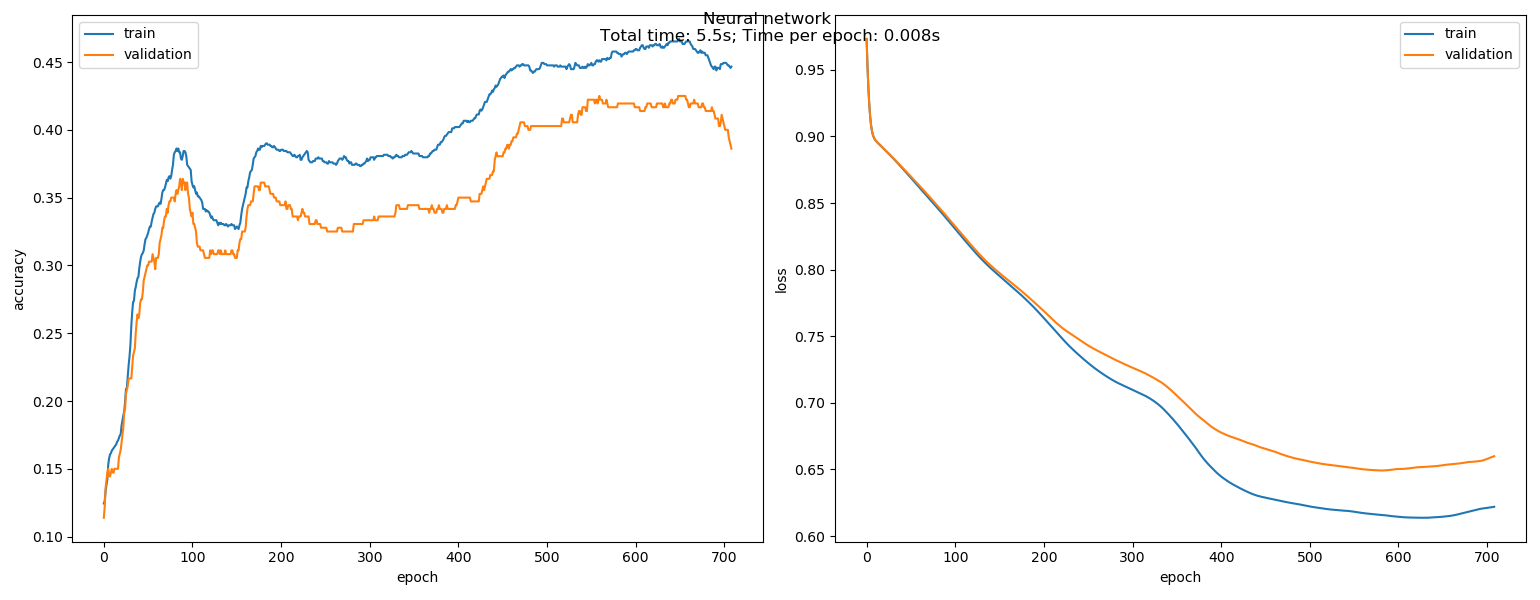 Neural network
Total time: 5.5s; Time per epoch: 0.008s
train
validation
0.45
0.40
0.35
0.30
0.25
0.20
0.15
0.10
accuracy
0 100 200 300 400 500 600 700
epoch
train
validation
0.95
0.90
0.85
0.80
0.75
0.70
0.65
0.60
loss
0 100 200 300 400 500 600 700
epoch